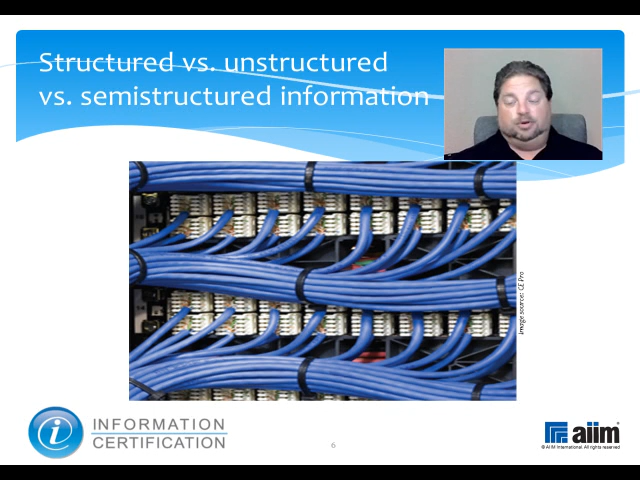 Structured vs. unstructured
vs. semistructured information
Image source: CE Pro
i
INFORMATION
CERTIFICATION
6
aiim
© AIIM International. All rights reserved